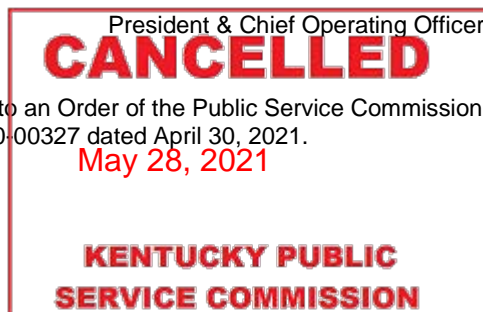 President & Chief Operating Officer
CANCELLED
to an Order of the Public Service Commission
-00327 dated April 30, 2021.
May 28, 2021
KENTUCKY PUBLIC
SERVICE COMMISSION